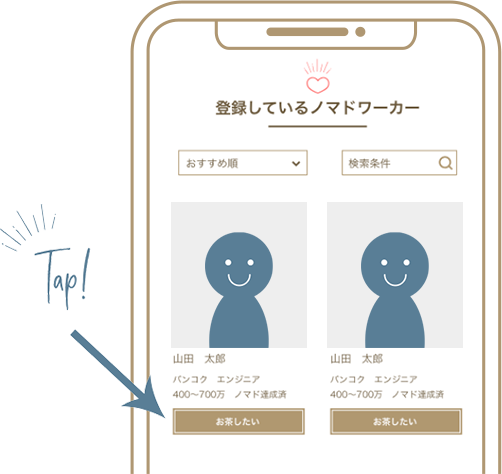 登録しているノマドワーカー
おすすめ順
検索条件
Tap!
山田　太郎
バンコク　エンジニア
400〜700万　ノマド達成済
お茶したい
山田　太郎
バンコク　エンジニア
400〜700万　ノマド達成済
お茶したい